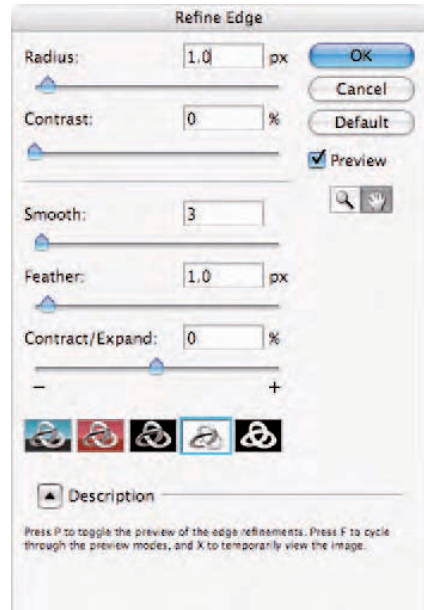 Refine Edge
Radius: 1.0 px
OK
Cancel
Contrast: 0 %
Default
Preview
Smooth: 3
Feather: 1.0 px
Contract/Expand: 0 %
− +
Description
Press P to toggle the preview of the edge refinements. Press F to cycle
through the preview modes, and X to temporarily view the image.